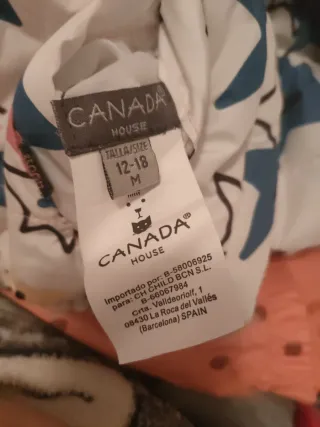 CANADA
HOUSE
TALLA/SIZE
12-18
M
CANADA®
HOUSE
Importado por: B-58006925
para: CH CHILD BCN S.L.
B-66067984
Crta. Valldeoriolf, 1
08430 La Roca del Vallés
(Barcelona) SPAIN